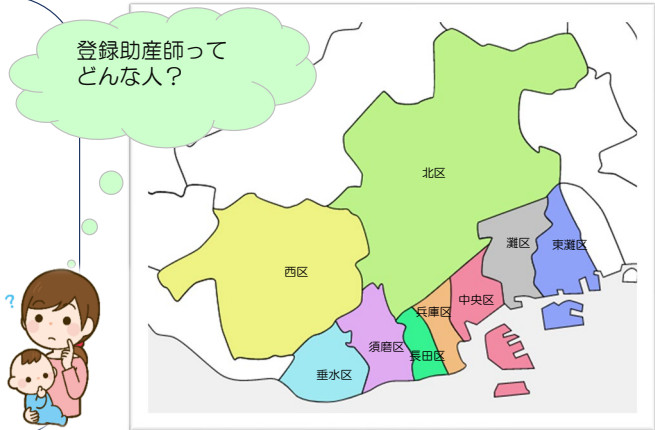 登録助産師って
どんな人？
北区
灘区
東灘区
西区
中央区
兵庫区
須磨区
長田区
垂水区
?